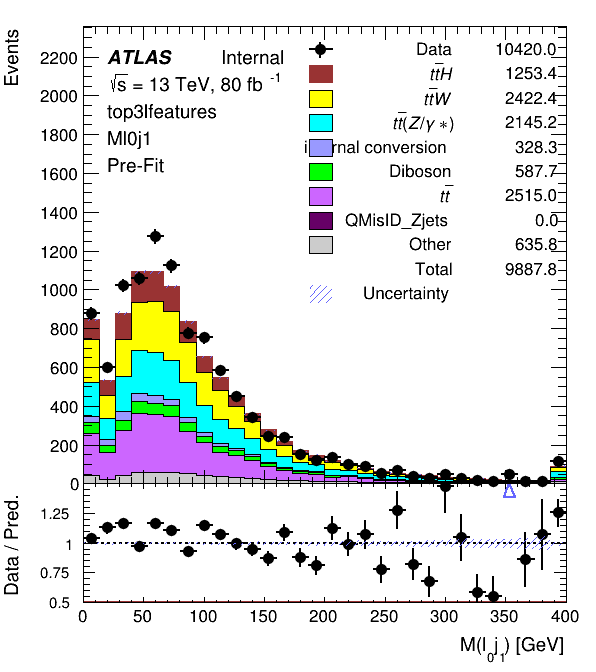 Events
2200
2000
1800
1600
1400
1200
1000
800
600
400
200
0
ATLAS Internal
√s = 13 TeV, 80 fb⁻¹
top3lfeatures
Ml0j1
Pre-Fit
Data 10420.0
tt̄H 1253.4
tt̄W 2422.4
tt̄(Z/γ*) 2145.2
internal conversion 328.3
Diboson 587.7
tt̄ 2515.0
QMisID_Zjets 0.0
Other 635.8
Total 9887.8
Uncertainty
Data / Pred.
1.25
1
0.75
0.5
0 50 100 150 200 250 300 350 400
M(l₀j₁) [GeV]